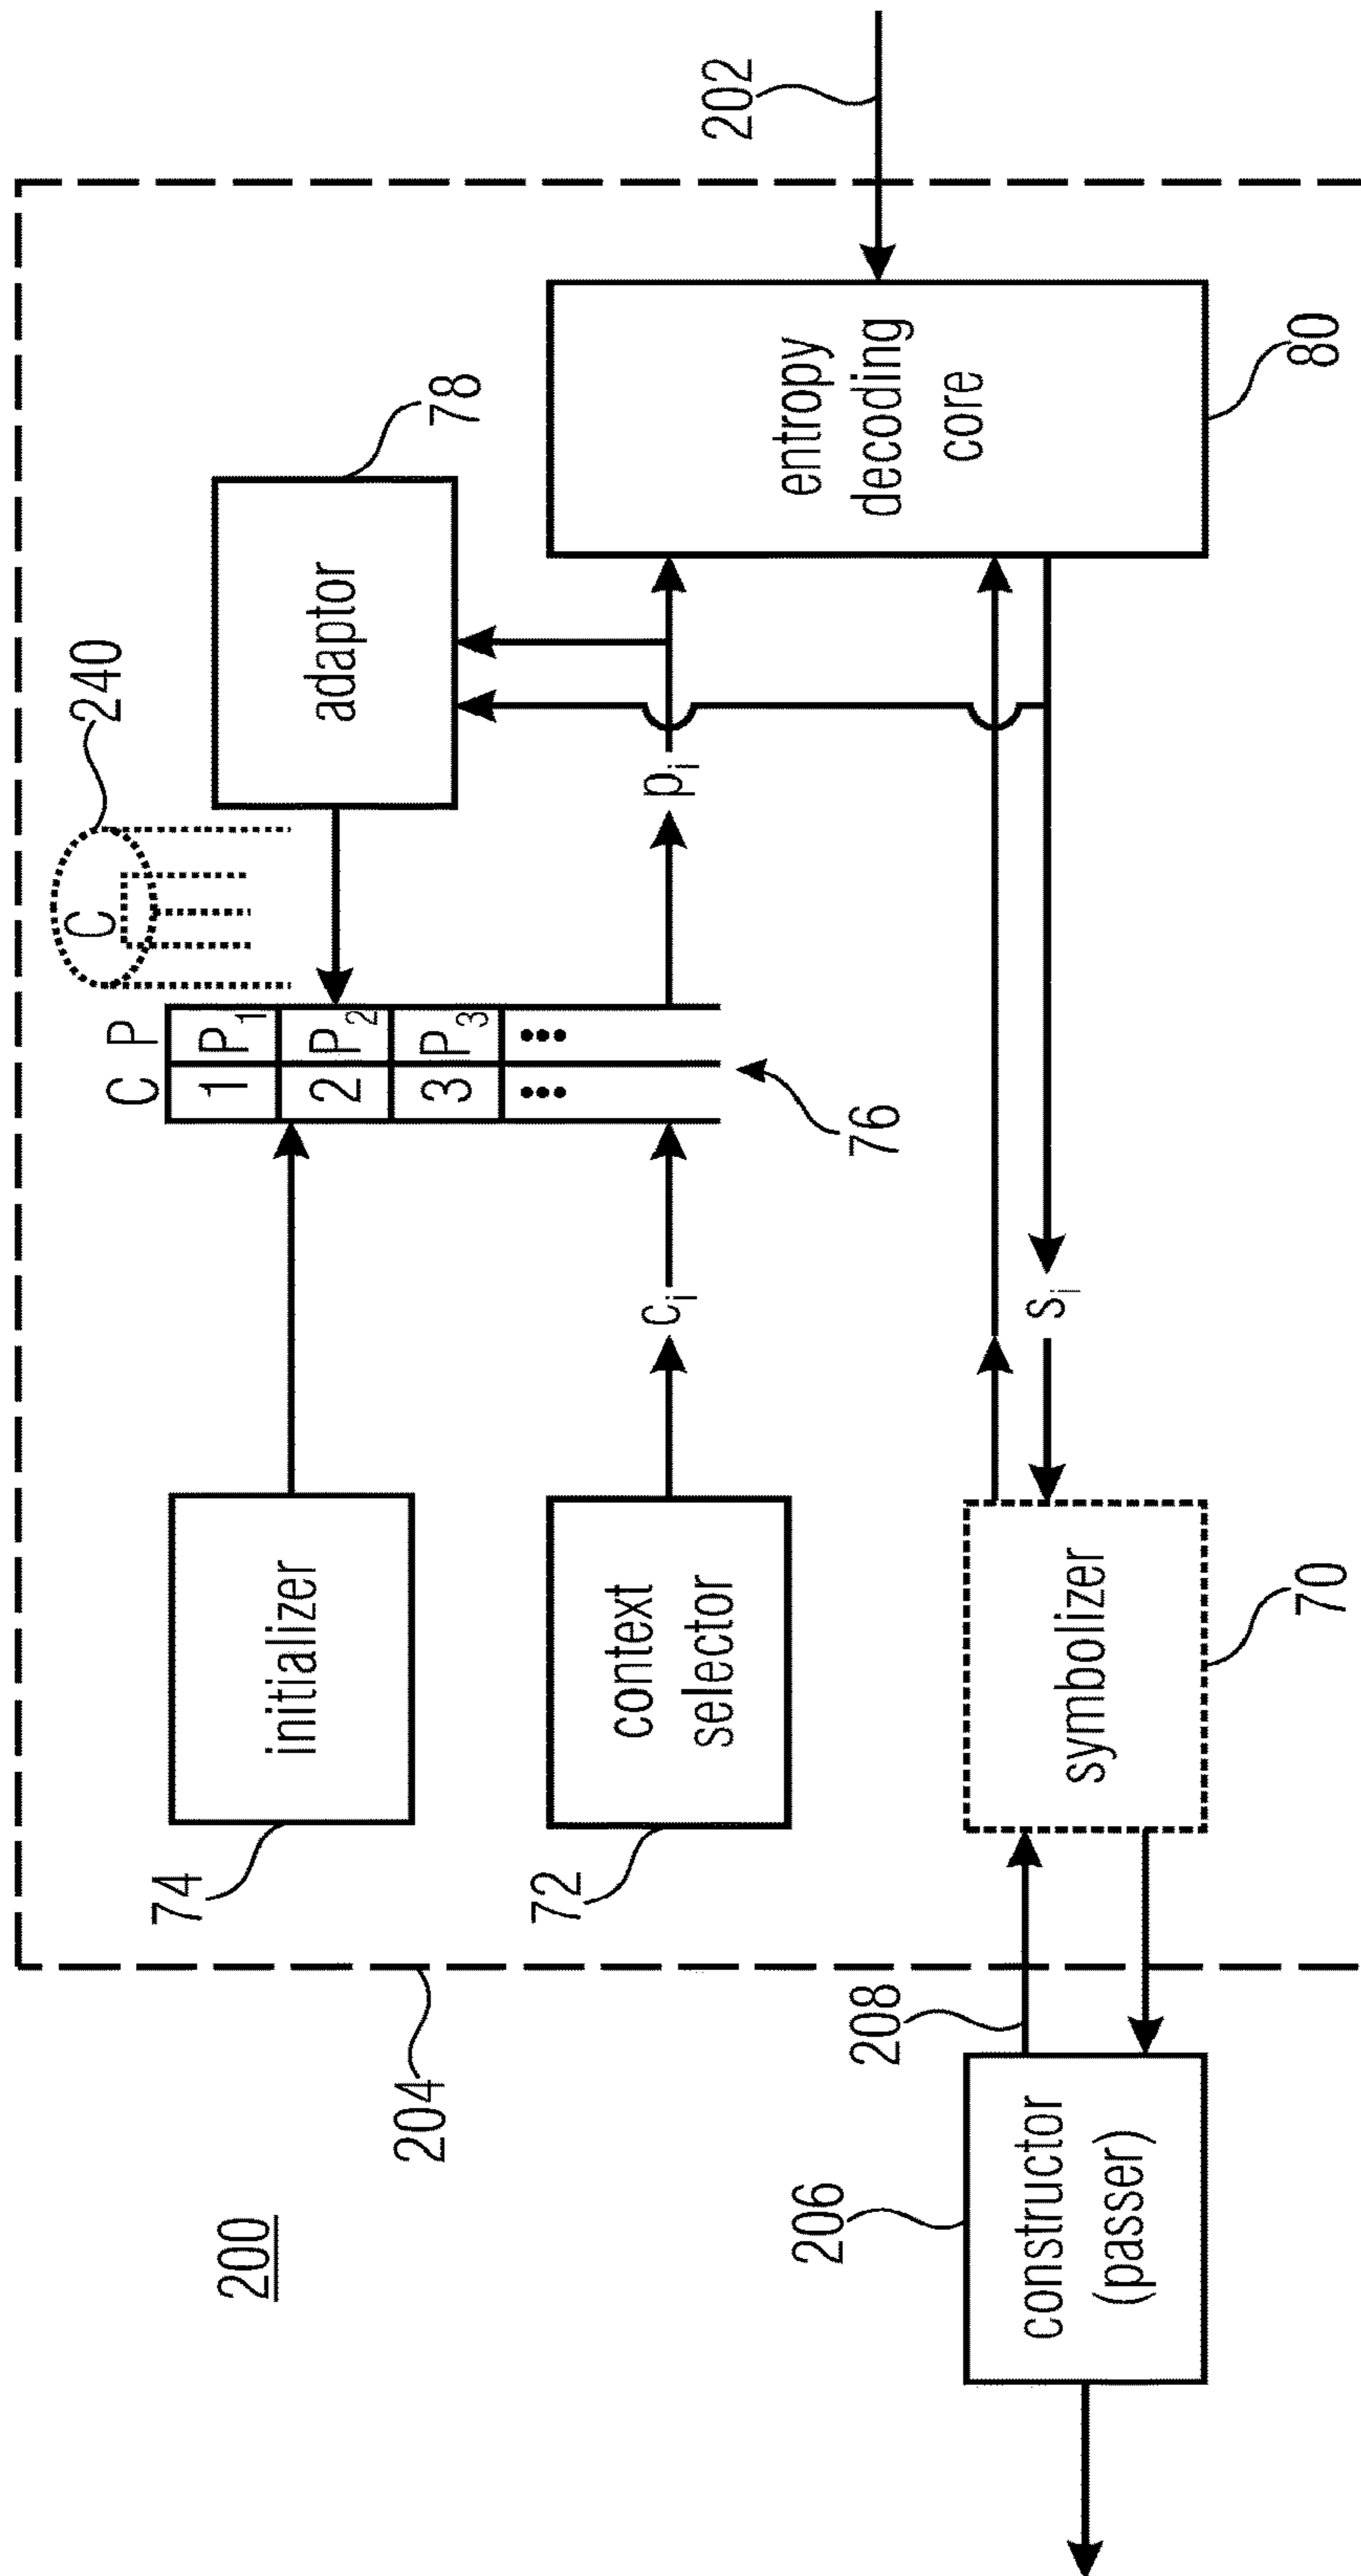 200
204
74
initializer
C P
1 P1
2 P2
3 P3
... ...
C
240
adaptor
78
72
context
selector
ci
76
pi
entropy
decoding
core
80
202
206
constructor
(passer)
208
symbolizer
70
si